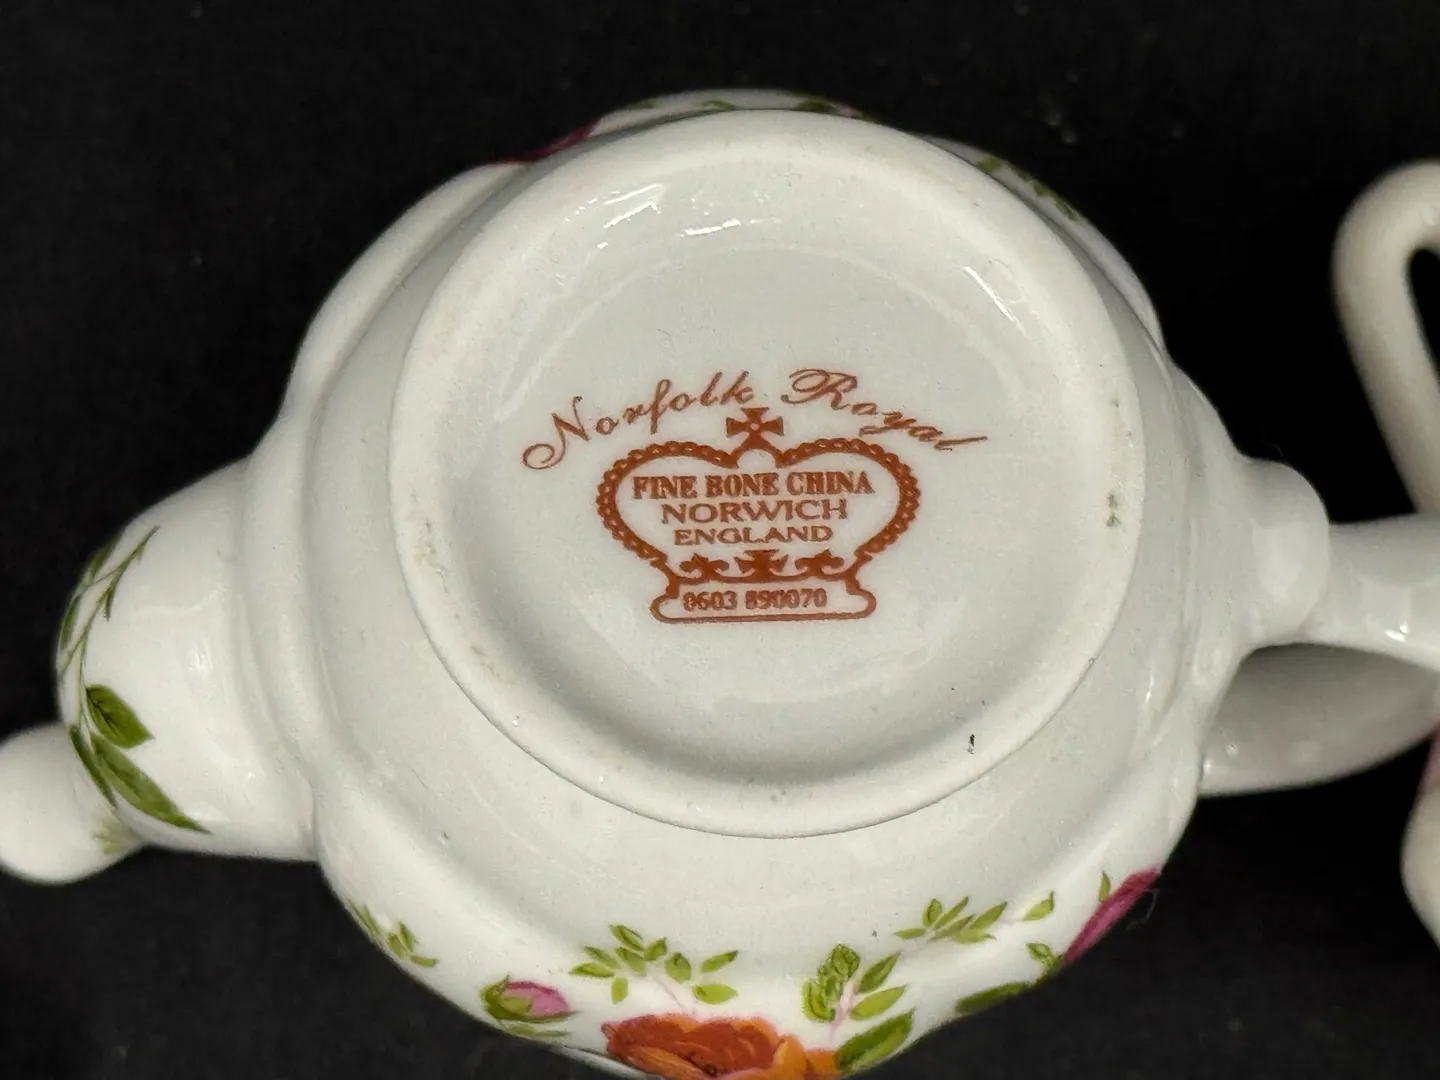 Norfolk Royal
FINE BONE CHINA
NORWICH
ENGLAND
0603 890070